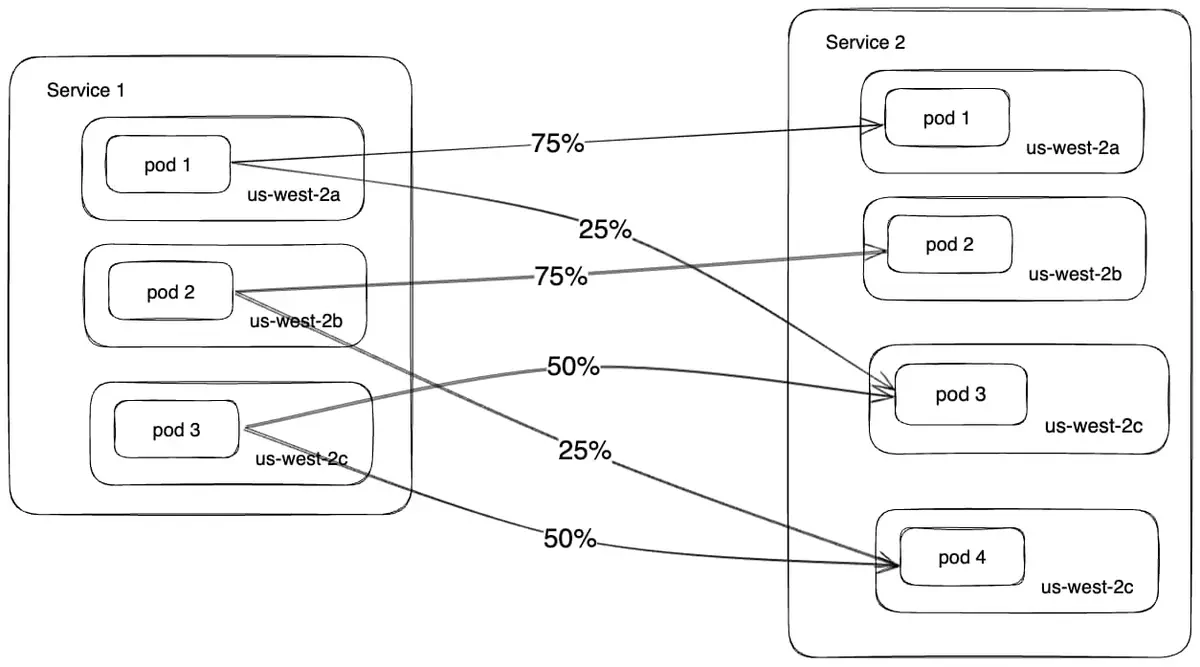 Service 1
pod 1
us-west-2a
pod 2
us-west-2b
pod 3
us-west-2c
75%
25%
75%
50%
25%
50%
Service 2
pod 1
us-west-2a
pod 2
us-west-2b
pod 3
us-west-2c
pod 4
us-west-2c